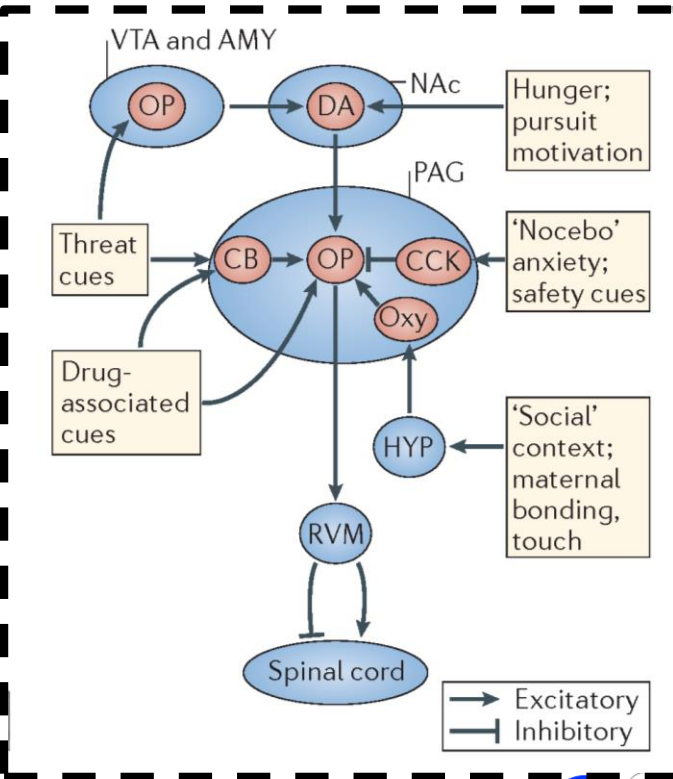 VTA and AMY
OP
DA
NAc
Hunger;
pursuit
motivation
PAG
Threat
cues
CB
OP
CCK
Oxy
'Nocebo'
anxiety;
safety cues
Drug-
associated
cues
HYP
'Social'
context;
maternal
bonding,
touch
RVM
Spinal cord
Excitatory
Inhibitory